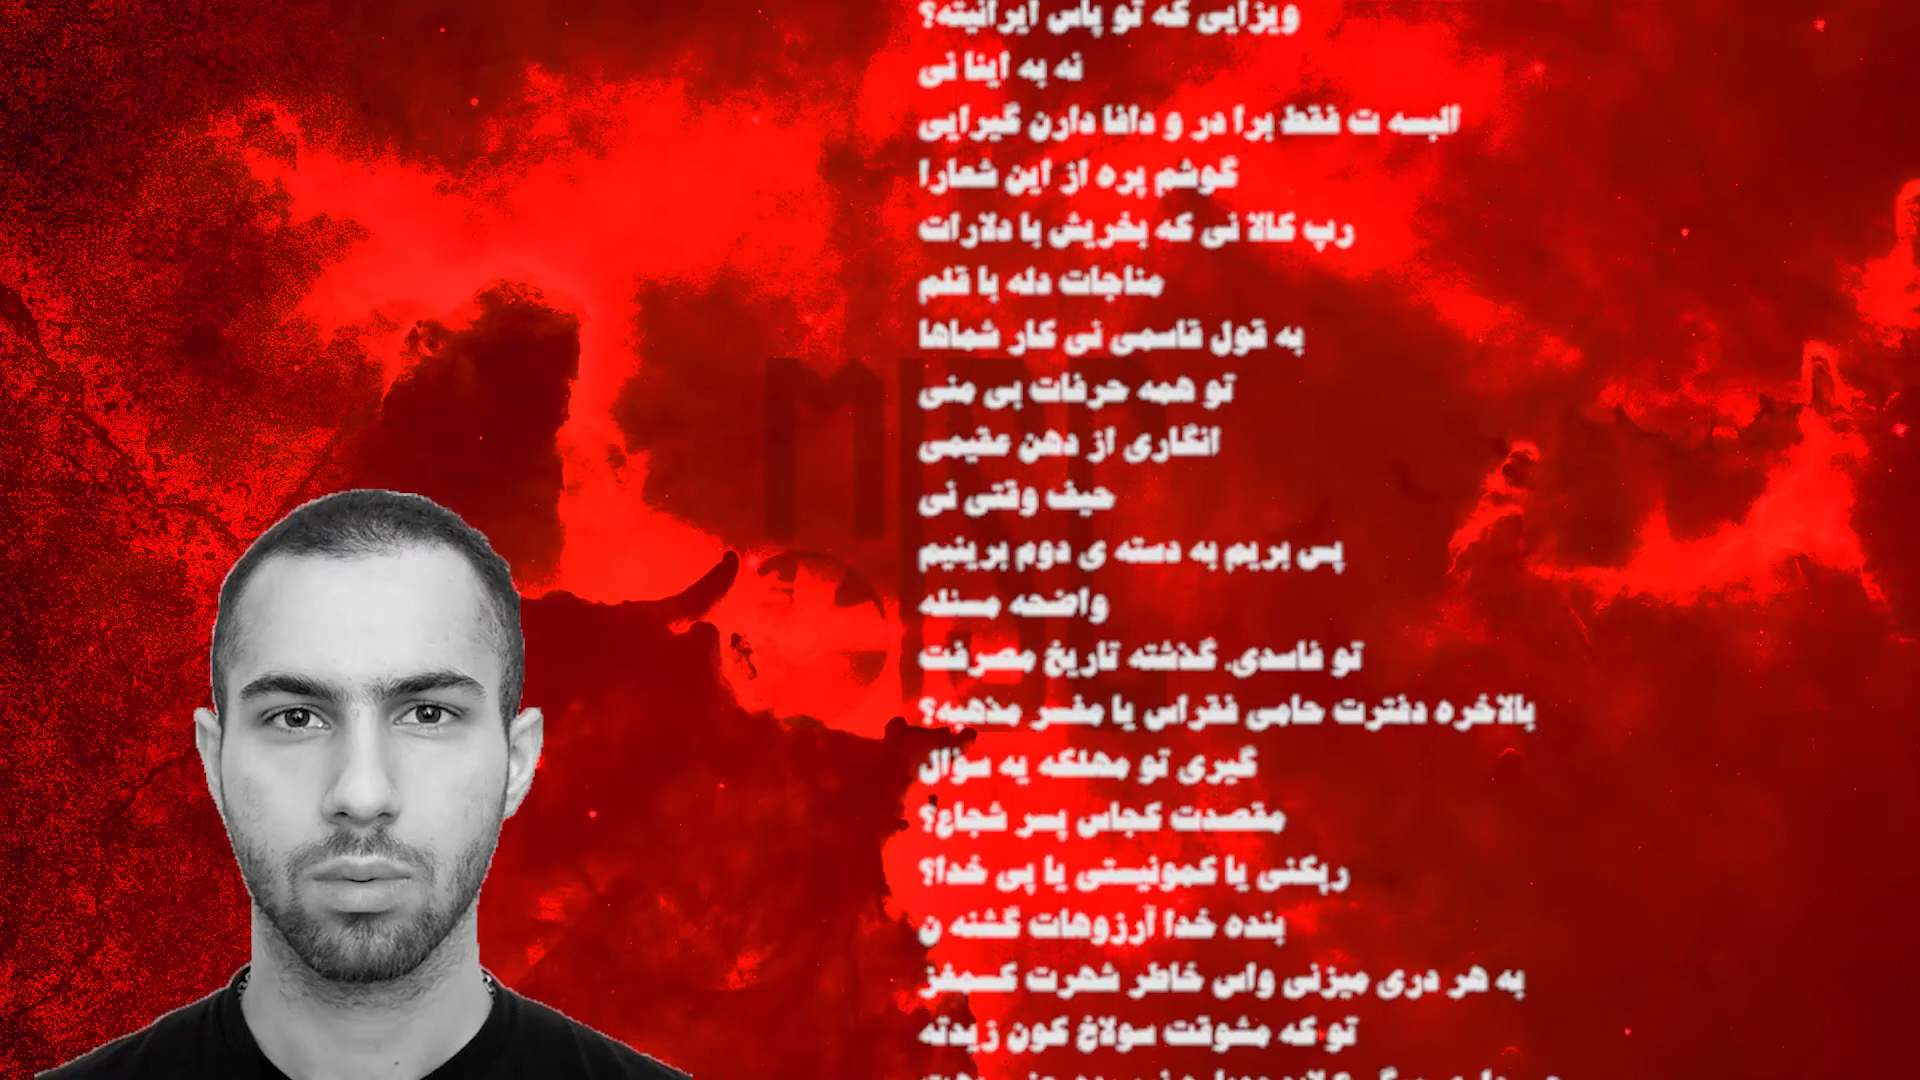 ویزایی که تو پاس ایرانیته؟
نه به اینا نی
البسه ت فقط برا در و دافا دارن گیرایی
گوشم پره از این شعارا
رپ کالا نی که بخریش با دلارات
مناجات دله با قلم
به قول قاسمی نی کار شماها
تو همه حرفات بی منی
انگاری از دهن عقیمی
حیف وقتی نی
پس بریم به دسته ی دوم برینیم
واضحه مسئله
تو فاسدی، گذشته تاریخ مصرفت
بالاخره دفترت حامی فقراس یا مفسر مذهبه؟
گیری تو مهلکه یه سؤال
مقصدت کجاس پسر شجاع؟
رپکنی یا کمونیستی یا پی خدا؟
بنده خدا آرزوهات گشنه ن
به هر دری میزنی واس خاطر شهرت کسمغز
تو که مشوقت سولاخ کون زیدته